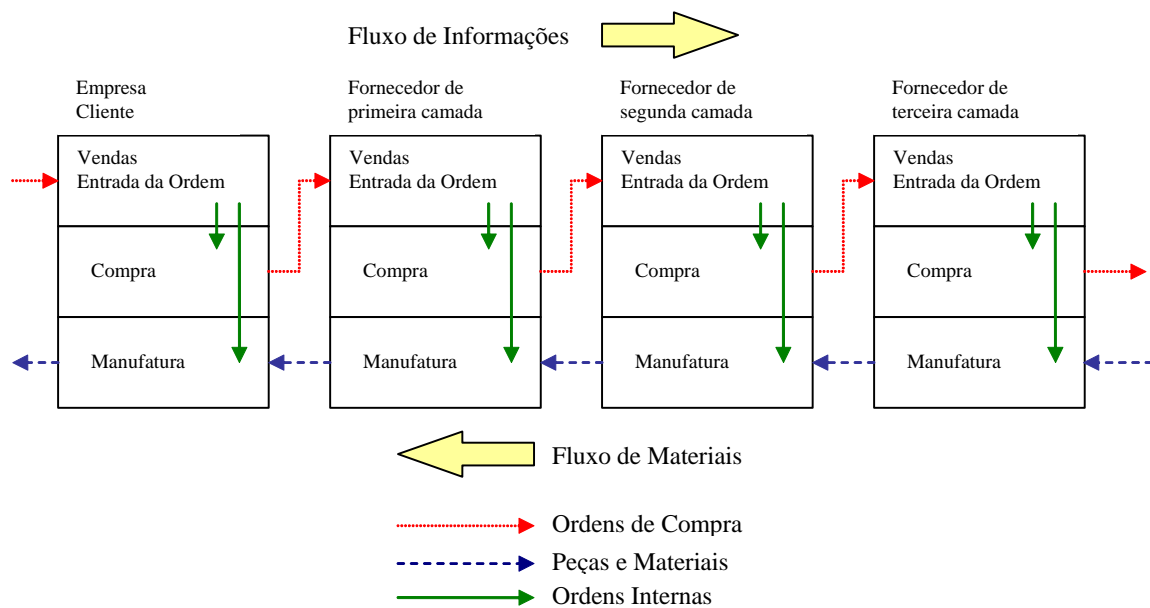 Fluxo de Informações
Empresa
Cliente
Fornecedor de
primeira camada
Fornecedor de
segunda camada
Fornecedor de
terceira camada
Vendas
Entrada da Ordem
Compra
Manufatura
Vendas
Entrada da Ordem
Compra
Manufatura
Vendas
Entrada da Ordem
Compra
Manufatura
Vendas
Entrada da Ordem
Compra
Manufatura
Fluxo de Materiais
Ordens de Compra
Peças e Materiais
Ordens Internas